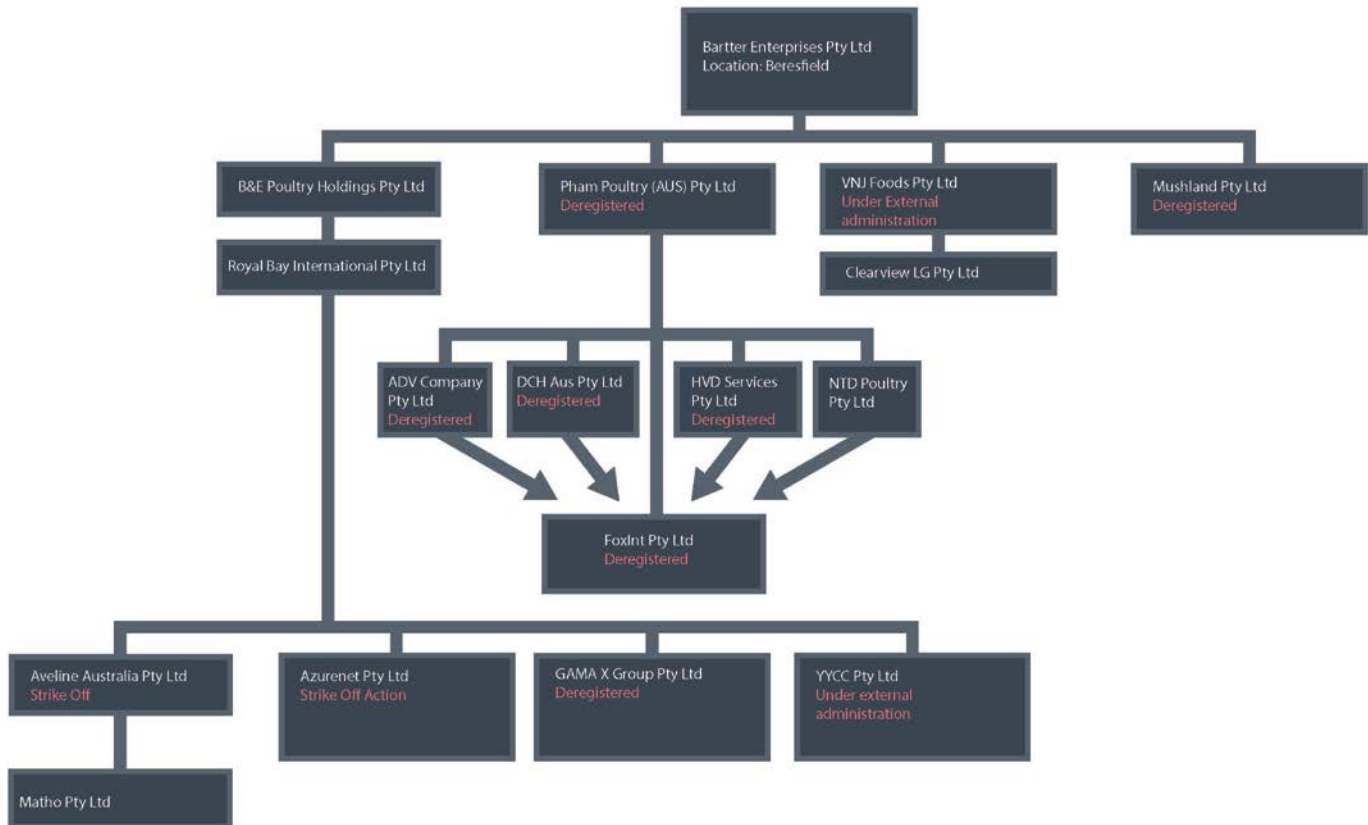 Bartter Enterprises Pty Ltd
Location: Beresfield
B&E Poultry Holdings Pty Ltd
Pham Poultry (AUS) Pty Ltd
Deregistered
VNJ Foods Pty Ltd
Under External
administration
Mushland Pty Ltd
Deregistered
Royal Bay International Pty Ltd
Clearview LG Pty Ltd
ADV Company
Pty Ltd
Deregistered
DCH Aus Pty Ltd
Deregistered
HVD Services
Pty Ltd
Deregistered
NTD Poultry
Pty Ltd
FoxInt Pty Ltd
Deregistered
Aveline Australia Pty Ltd
Strike Off
Azurenet Pty Ltd
Strike Off Action
GAMA X Group Pty Ltd
Deregistered
YYCC Pty Ltd
Under external
administration
Matho Pty Ltd